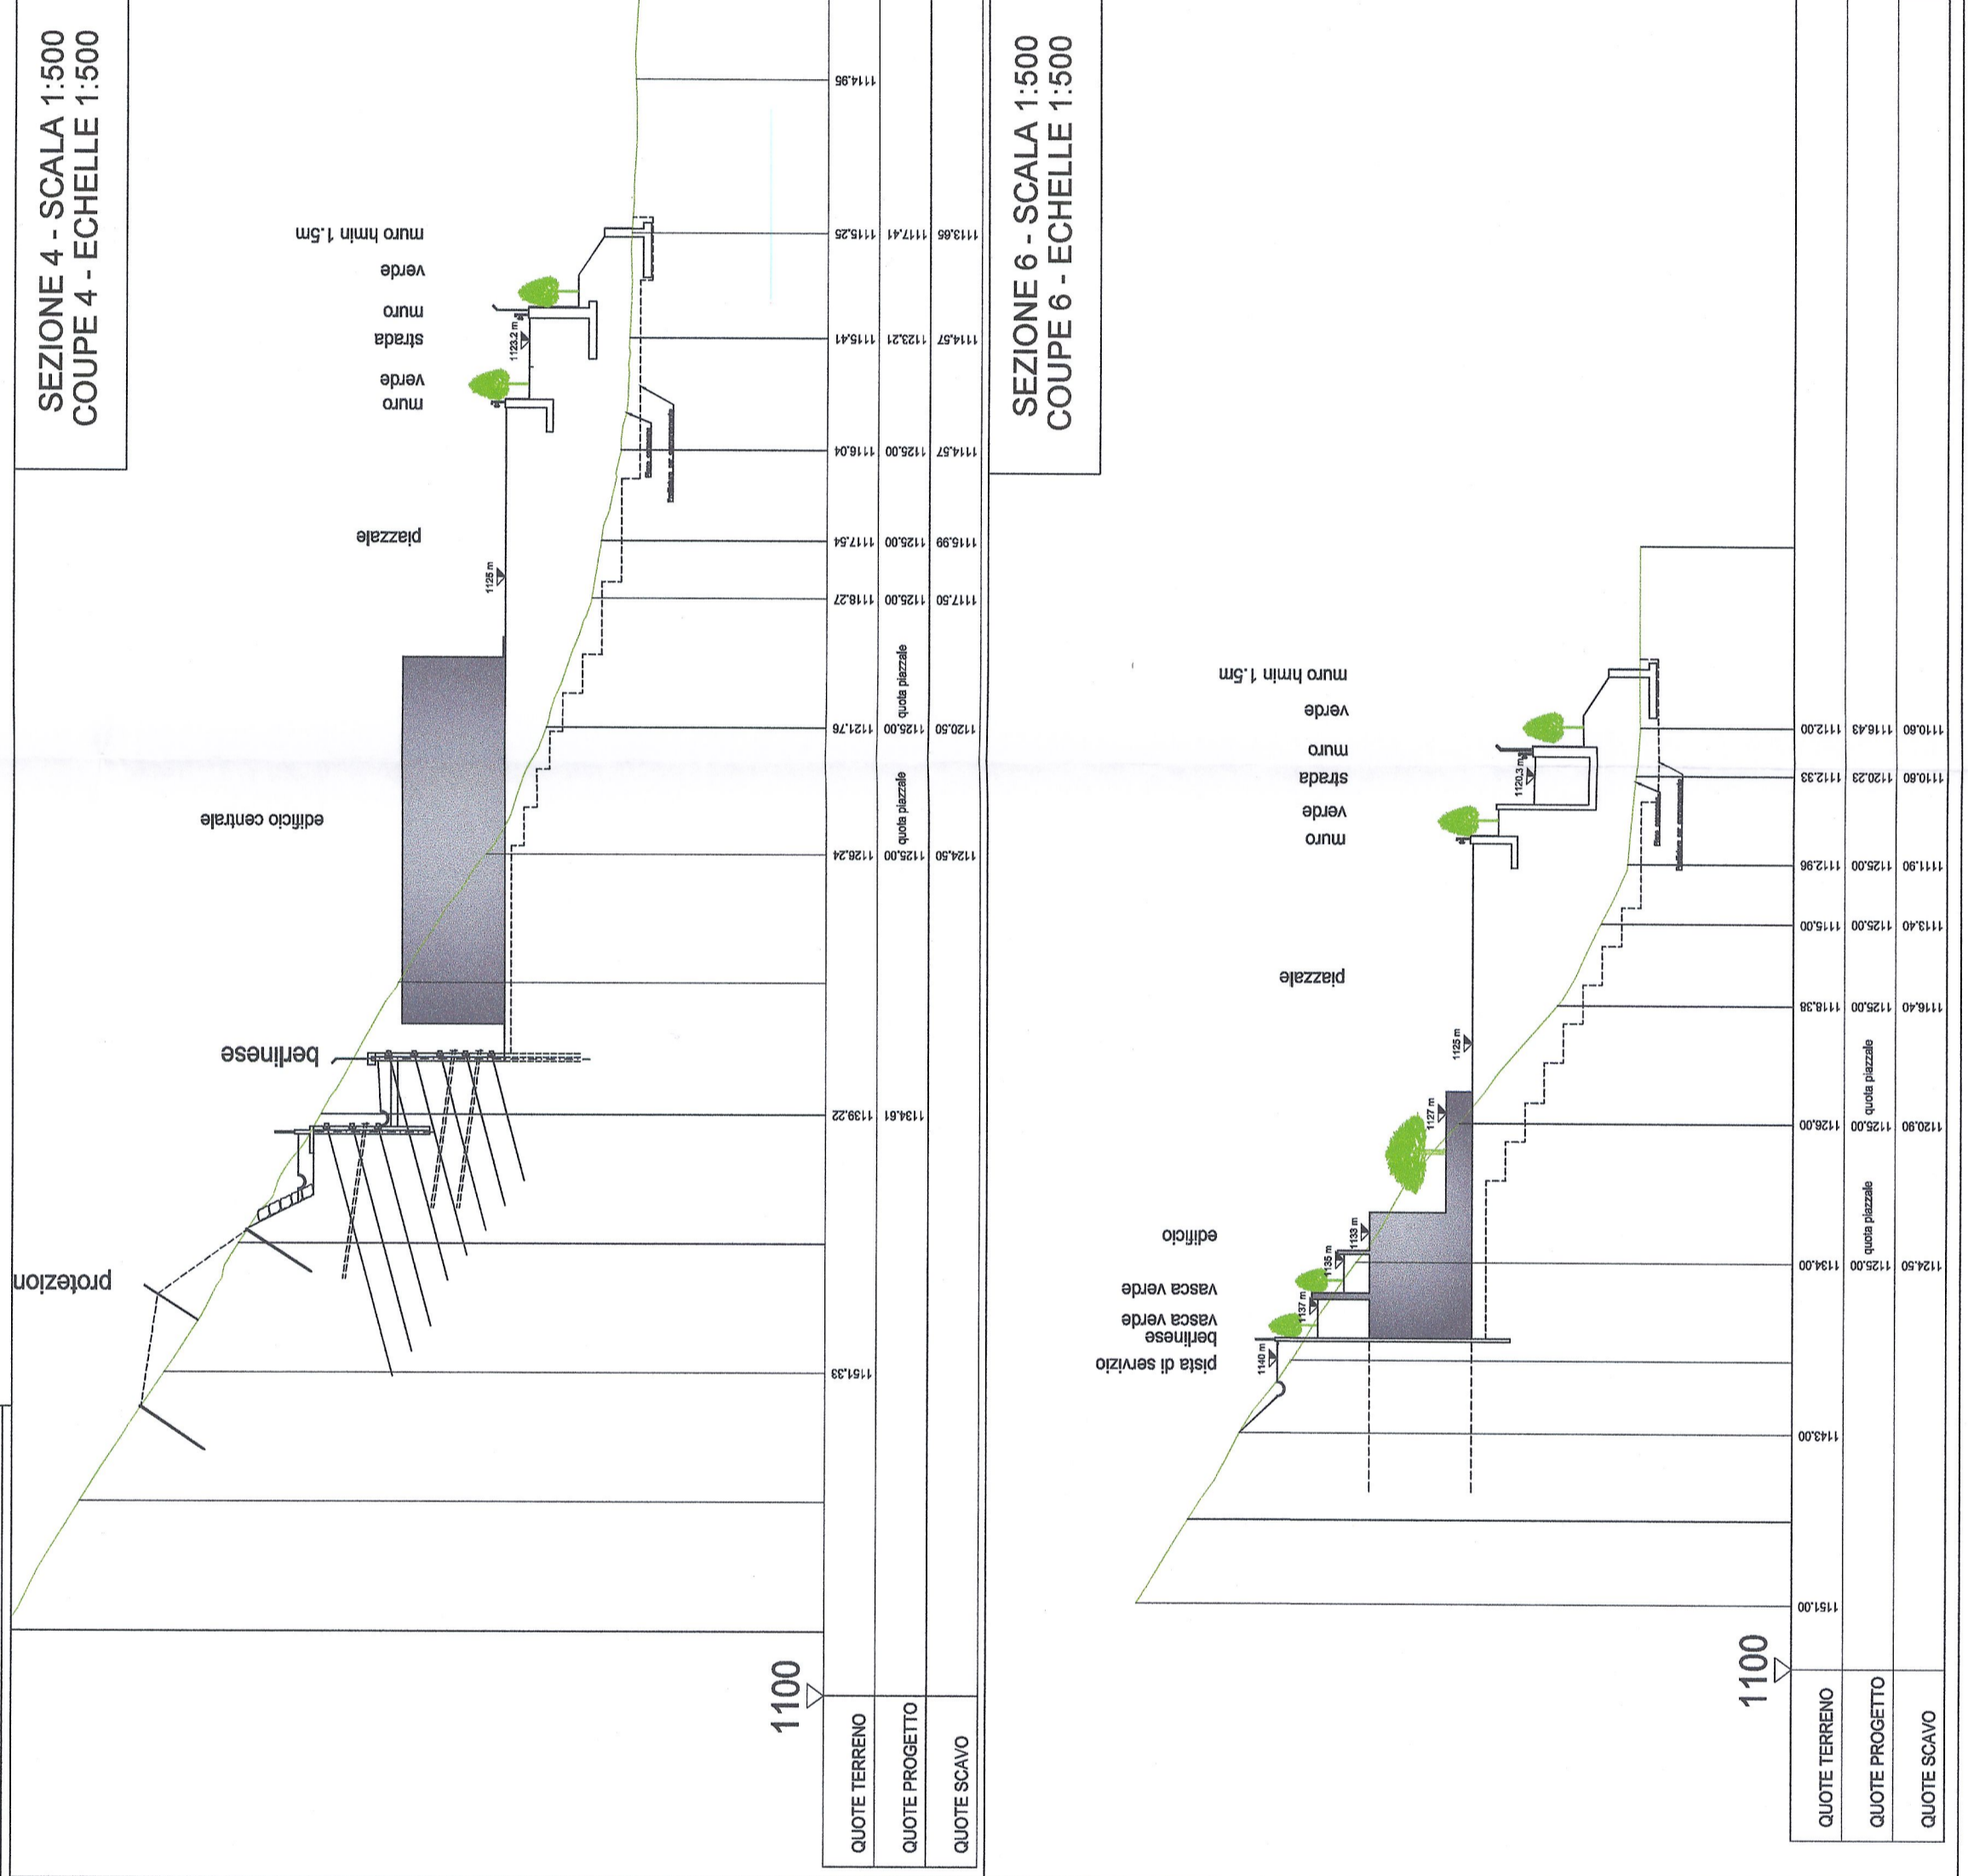 SEZIONE 4 - SCALA 1:500
COUPE 4 - ECHELLE 1:500
protezion
berlinese
edificio centrale
piazzale
muro
verde
strada
muro
verde
muro hmin 1.5m
1125 m
1123.2 m
1100
QUOTE TERRENO
1151.33
1139.22
1126.24
1121.76
1118.27
1117.54
1116.04
1115.41
1115.25
1114.95
QUOTE PROGETTO
1134.61
1125.00
quota piazzale
1125.00
quota piazzale
1125.00
1125.00
1125.00
1123.21
1117.41
QUOTE SCAVO
1124.50
1120.50
1117.50
1115.99
1114.57
1114.57
1113.65
SEZIONE 6 - SCALA 1:500
COUPE 6 - ECHELLE 1:500
pista di servizio
berlinese
vasca verde
vasca verde
edificio
piazzale
muro
verde
strada
muro
verde
muro hmin 1.5m
1140 m
1137 m
1135 m
1133 m
1127 m
1125 m
1120.3 m
1100
QUOTE TERRENO
1151.00
1143.00
1134.00
1126.00
1118.38
1115.00
1112.96
1112.33
1112.00
QUOTE PROGETTO
1125.00
quota piazzale
1125.00
quota piazzale
1125.00
1125.00
1125.00
1120.23
1116.43
QUOTE SCAVO
1124.50
1120.90
1116.40
1113.40
1111.90
1110.60
1110.60